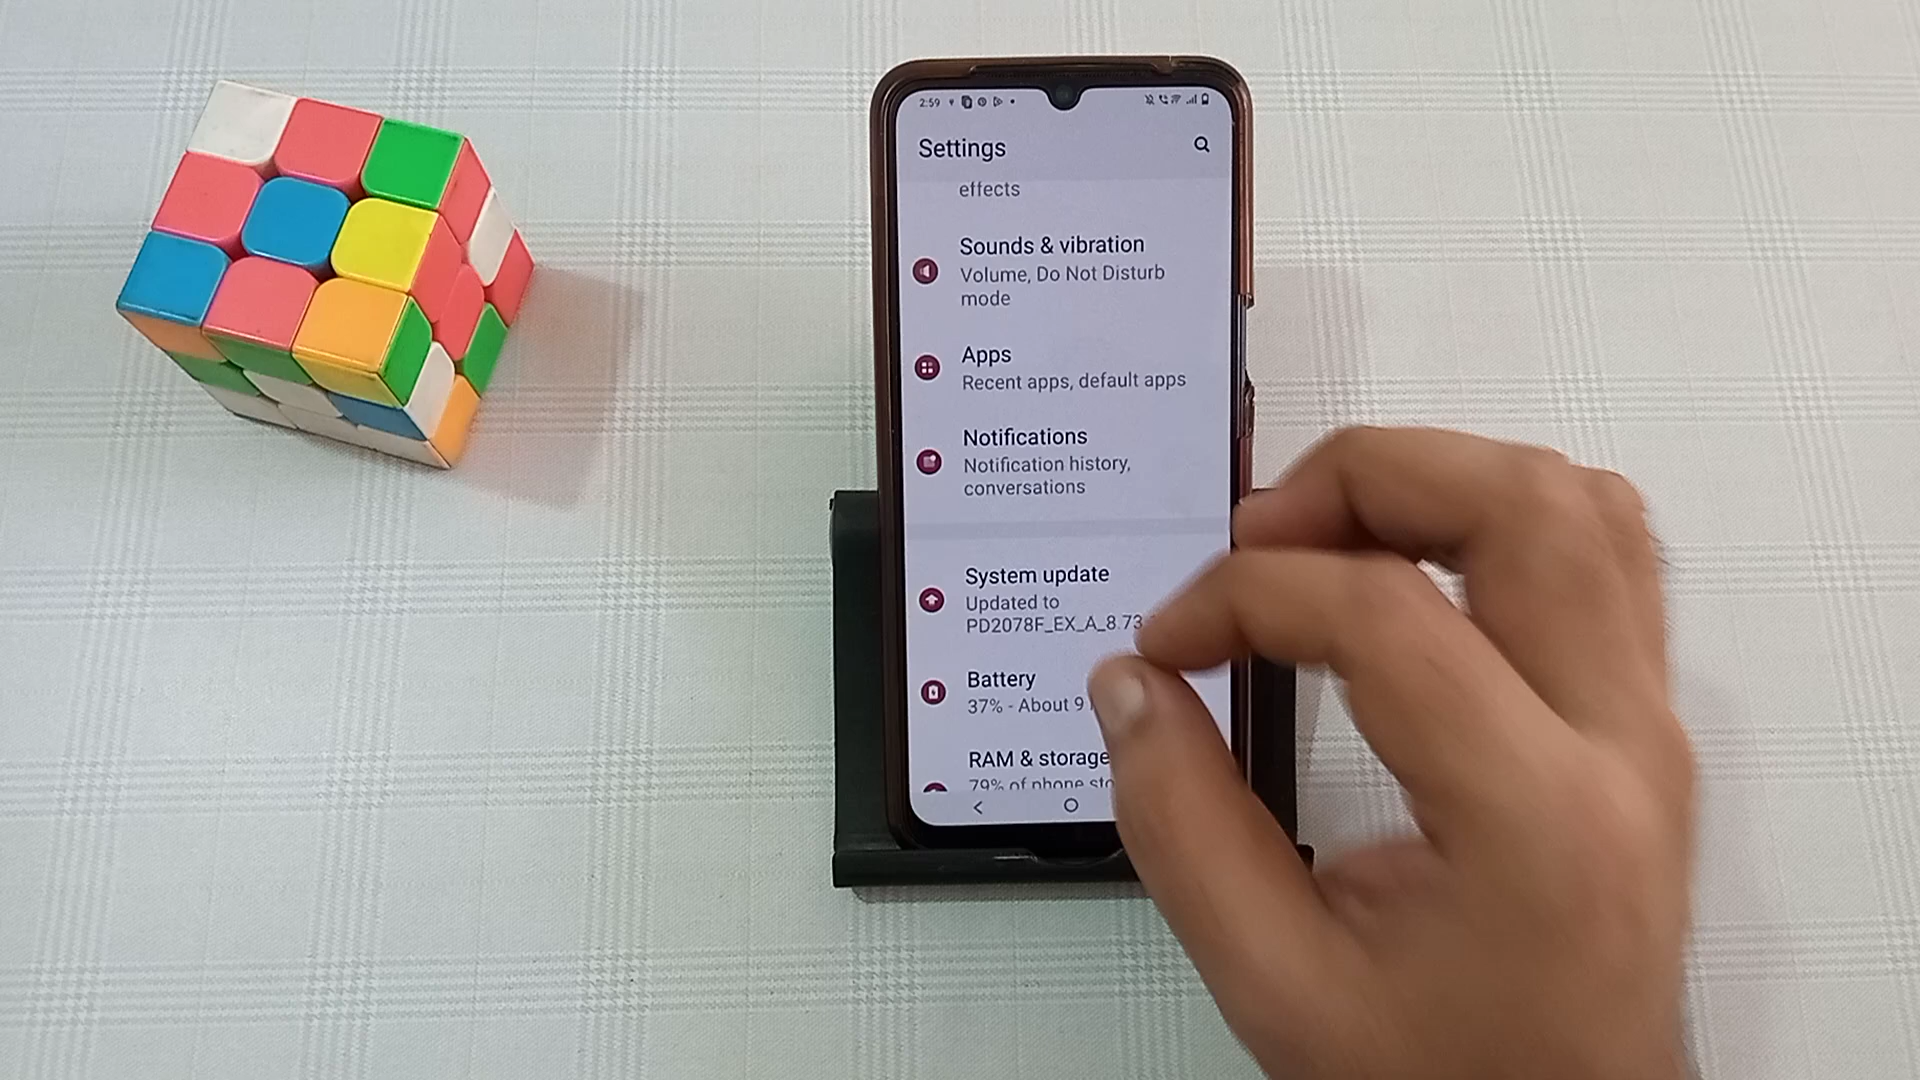 2:59
Settings
effects
Sounds & vibration
Volume, Do Not Disturb
mode
Apps
Recent apps, default apps
Notifications
Notification history,
conversations
System update
Updated to
PD2078F_EX_A_8.73
Battery
37% - About 9
RAM & storage
79% of phone sto